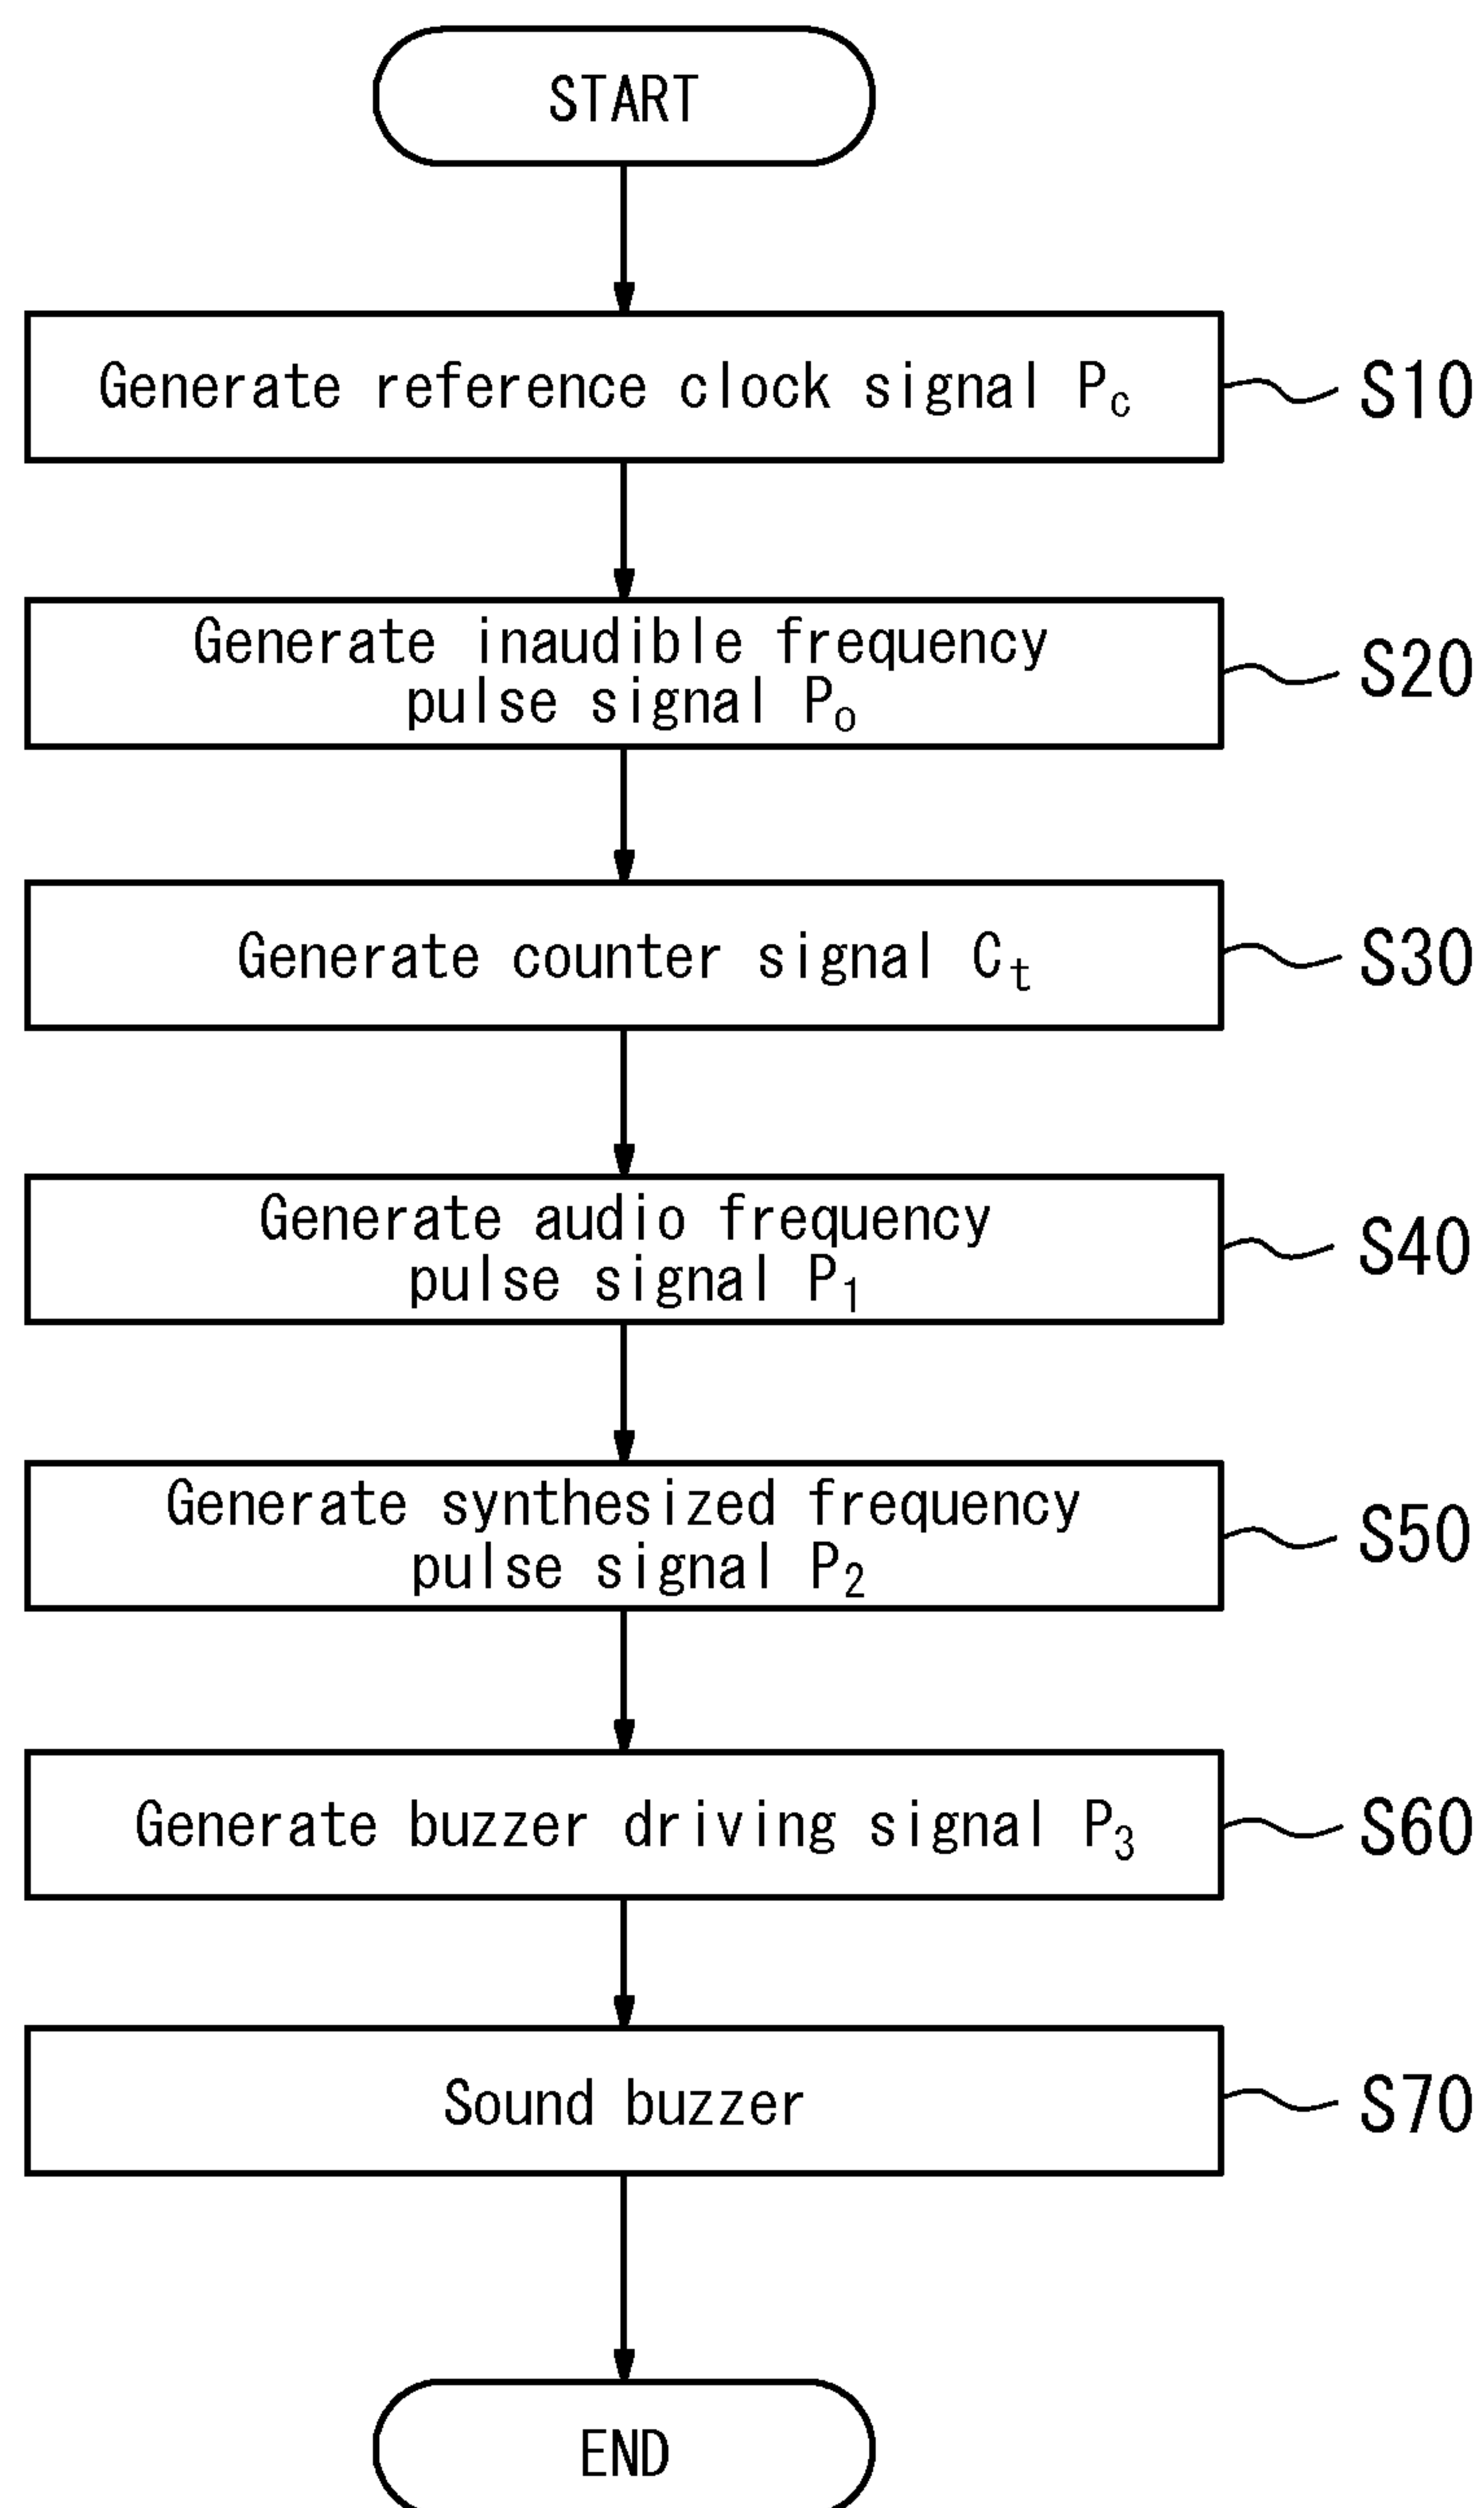 START
Generate reference clock signal Pc
S10
Generate inaudible frequency
pulse signal Po
S20
Generate counter signal Ct
S30
Generate audio frequency
pulse signal P1
S40
Generate synthesized frequency
pulse signal P2
S50
Generate buzzer driving signal P3
S60
Sound buzzer
S70
END